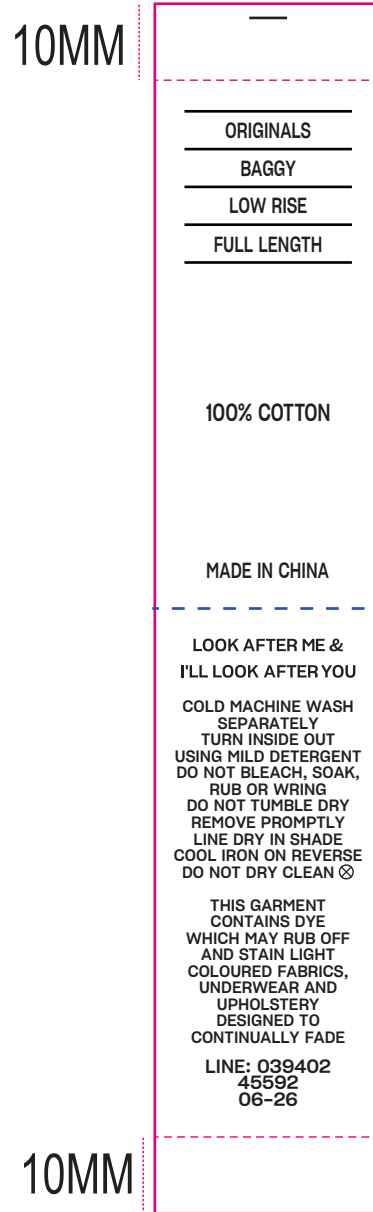 10MM
ORIGINALS
BAGGY
LOW RISE
FULL LENGTH
100% COTTON
MADE IN CHINA
LOOK AFTER ME &
I'LL LOOK AFTER YOU
COLD MACHINE WASH
SEPARATELY
TURN INSIDE OUT
USING MILD DETERGENT
DO NOT BLEACH, SOAK,
RUB OR WRING
DO NOT TUMBLE DRY
REMOVE PROMPTLY
LINE DRY IN SHADE
COOL IRON ON REVERSE
DO NOT DRY CLEAN
THIS GARMENT
CONTAINS DYE
WHICH MAY RUB OFF
AND STAIN LIGHT
COLOURED FABRICS,
UNDERWEAR AND
UPHOLSTERY
DESIGNED TO
CONTINUALLY FADE
LINE: 039402
45592
06-26
10MM